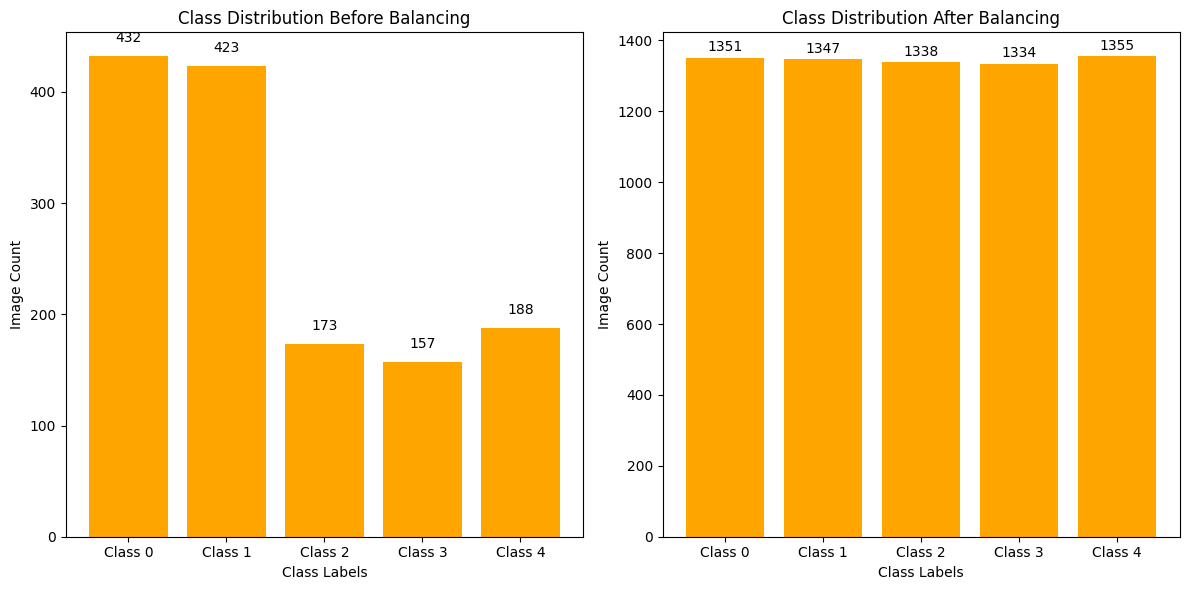 Class Distribution Before Balancing
432
423
173
157
188
400
300
200
100
0
Image Count
Class 0 Class 1 Class 2 Class 3 Class 4
Class Labels
Class Distribution After Balancing
1351
1347
1338
1334
1355
1400
1200
1000
800
600
400
200
0
Image Count
Class 0 Class 1 Class 2 Class 3 Class 4
Class Labels